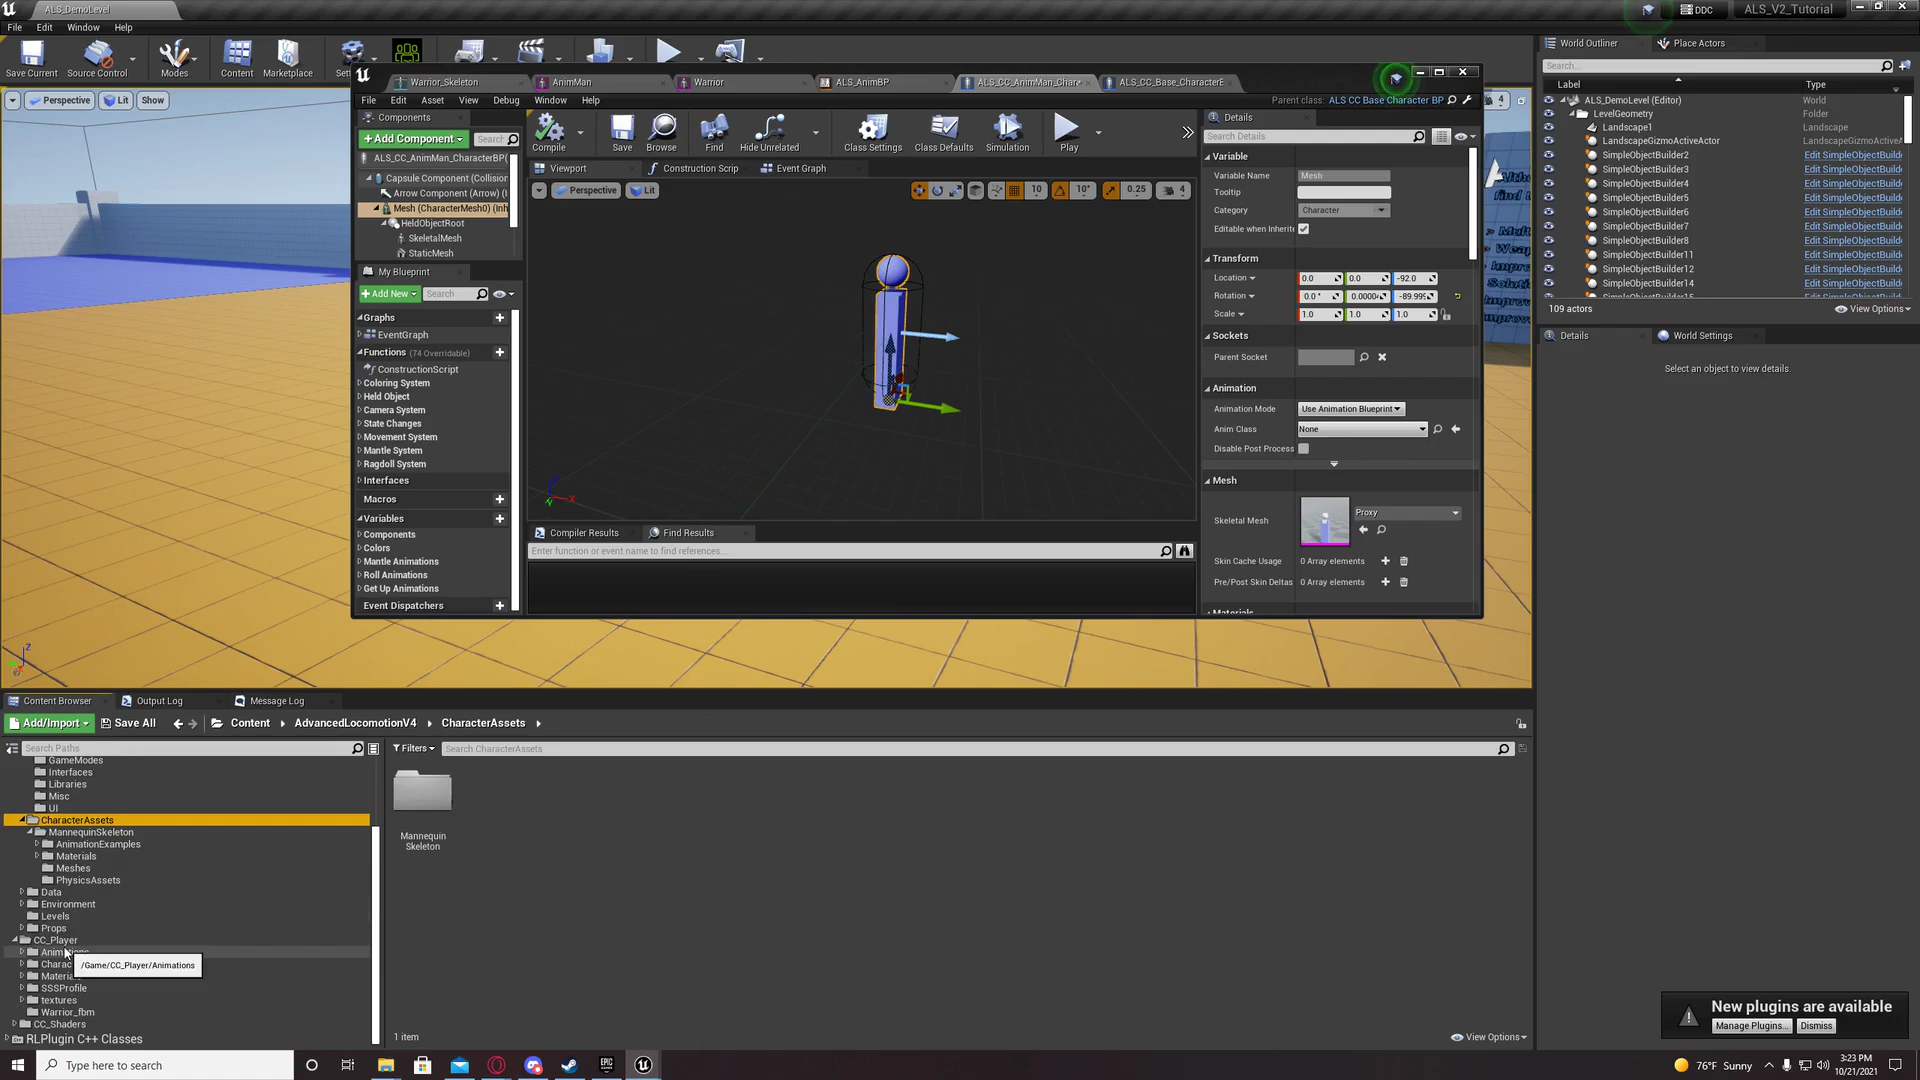 ALS_DemoLevel
DDC
ALS_V2_Tutorial
File Edit Window Help
Save Current
Source Control
Modes
Content
Marketplace
Perspective Lit Show
Warrior_Skeleton
AnimMan
Warrior
ALS_AnimBP
ALS_CC_AnimMan_Char
ALS_CC_Base_CharacterE
File Edit Asset View Debug Window Help
Parent class: ALS CC Base Character BP
Components
+ Add Component
Search
ALS_CC_AnimMan_CharacterBP(
Capsule Component (Collision
Arrow Component (Arrow) (I
Mesh (CharacterMesh0) (Inh
HeldObjectRoot
SkeletalMesh
StaticMesh
My Blueprint
+ Add New
Search
Graphs
EventGraph
Functions (74 Overridable)
ConstructionScript
Coloring System
Held Object
Camera System
State Changes
Movement System
Mantle System
Ragdoll System
Interfaces
Macros
Variables
Components
Colors
Mantle Animations
Roll Animations
Get Up Animations
Event Dispatchers
Compile
Save
Browse
Find
Hide Unrelated
Class Settings
Class Defaults
Simulation
Play
Viewport
Construction Scrip
Event Graph
Perspective
Lit
10
10°
0.25
4
Compiler Results
Find Results
Enter function or event name to find references...
Details
Search Details
Variable
Variable Name Mesh
Tooltip
Category Character
Editable when Inherite
Transform
Location 0.0 0.0 -92.0
Rotation 0.0 ° 0.00004 -89.999
Scale 1.0 1.0 1.0
Sockets
Parent Socket
Animation
Animation Mode Use Animation Blueprint
Anim Class None
Disable Post Process
Mesh
Skeletal Mesh
Proxy
Skin Cache Usage 0 Array elements
Pre/Post Skin Deltas 0 Array elements
Materials
4
World Outliner
Place Actors
Search...
Label Type
ALS_DemoLevel (Editor) World
LevelGeometry Folder
Landscape1 Landscape
LandscapeGizmoActiveActor LandscapeGizmoActiveA
SimpleObjectBuilder2 Edit SimpleObjectBuild
SimpleObjectBuilder3 Edit SimpleObjectBuild
SimpleObjectBuilder4 Edit SimpleObjectBuild
SimpleObjectBuilder5 Edit SimpleObjectBuild
SimpleObjectBuilder6 Edit SimpleObjectBuild
SimpleObjectBuilder7 Edit SimpleObjectBuild
SimpleObjectBuilder8 Edit SimpleObjectBuild
SimpleObjectBuilder11 Edit SimpleObjectBuild
SimpleObjectBuilder12 Edit SimpleObjectBuild
SimpleObjectBuilder14 Edit SimpleObjectBuild
109 actors
View Options
Details
World Settings
Select an object to view details.
Content Browser
Output Log
Message Log
Add/Import
Save All
Content
AdvancedLocomotionV4
CharacterAssets
Search Paths
Filters
Search CharacterAssets
GameModes
Interfaces
Libraries
Misc
UI
CharacterAssets
MannequinSkeleton
AnimationExamples
Materials
Meshes
PhysicsAssets
Data
Environment
Levels
Props
CC_Player
/Game/CC_Player/Animations
SSSProfile
textures
Warrior_fbm
CC_Shaders
RLPlugin C++ Classes
Mannequin
Skeleton
1 item
View Options
New plugins are available
Manage Plugins...
Dismiss
Type here to search
EPIC
GAMES
76°F Sunny
3:23 PM
10/21/2021